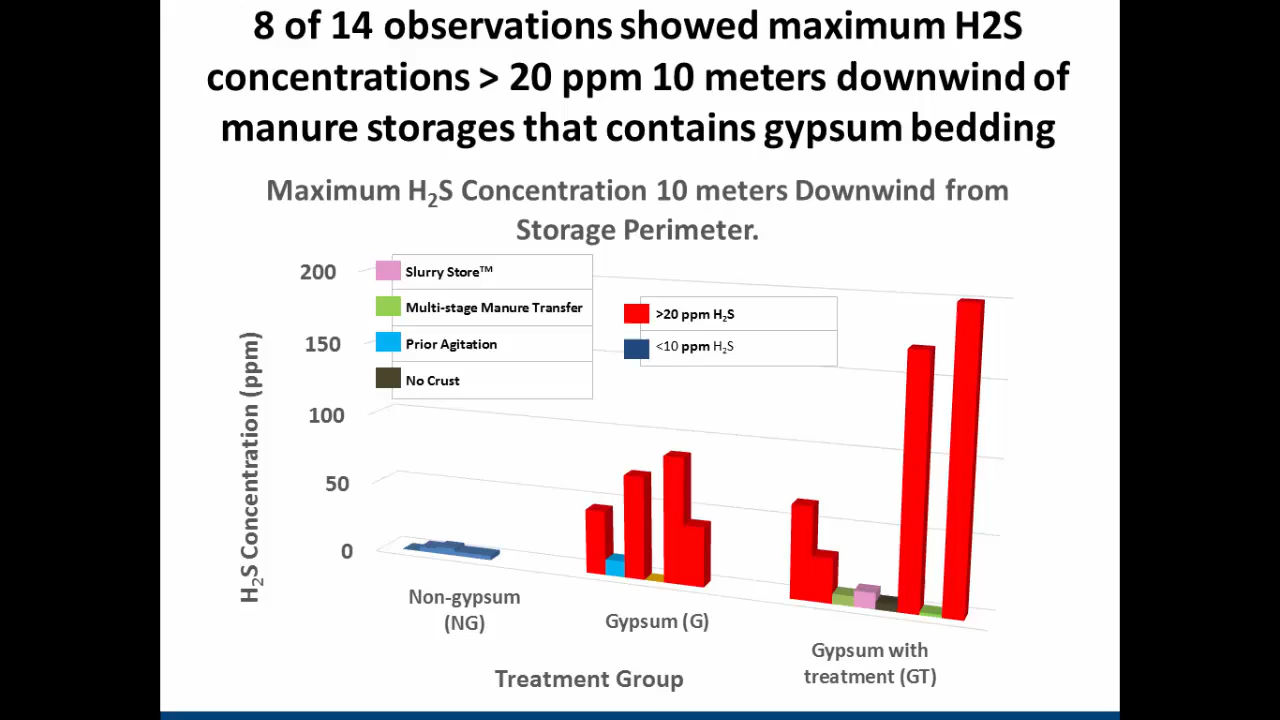 8 of 14 observations showed maximum H2S
concentrations > 20 ppm 10 meters downwind of
manure storages that contains gypsum bedding
Maximum H₂S Concentration 10 meters Downwind from
Storage Perimeter.
200
150
100
50
0
H₂S Concentration (ppm)
Slurry Store™
Multi-stage Manure Transfer
Prior Agitation
No Crust
>20 ppm H₂S
<10 ppm H₂S
Non-gypsum
(NG)
Gypsum (G)
Gypsum with
treatment (GT)
Treatment Group